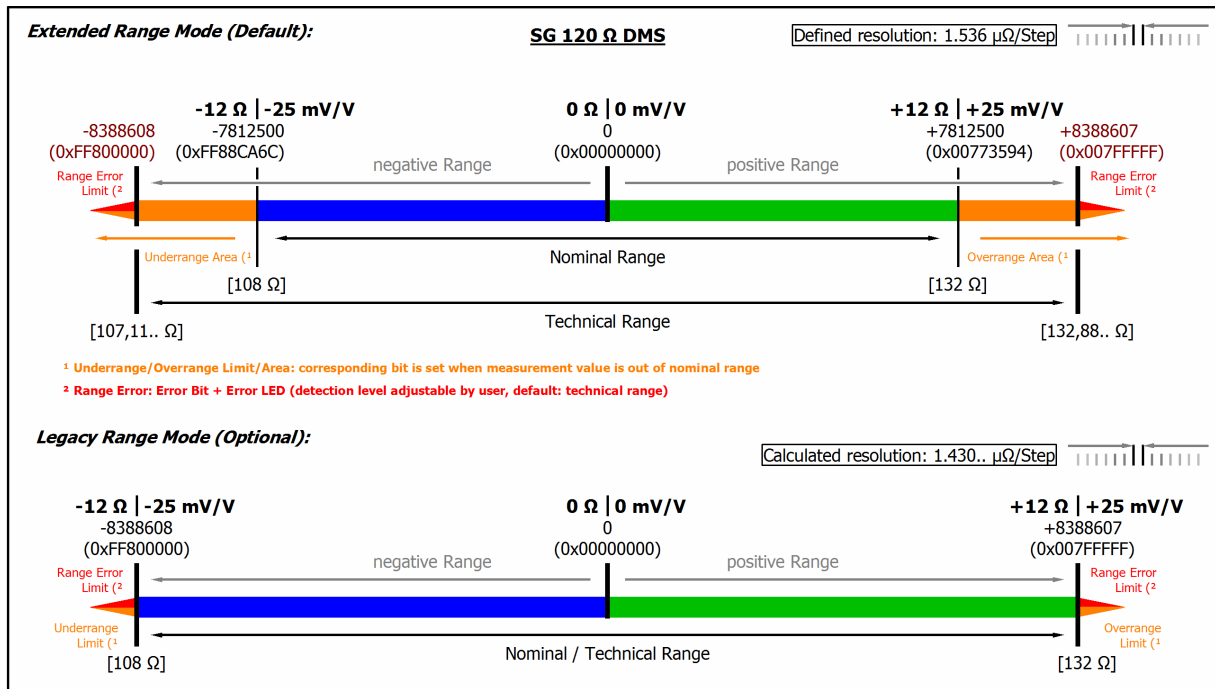 Extended Range Mode (Default):
SG 120 Ω DMS
Defined resolution: 1.536 µΩ/Step
-12 Ω -25 mV/V
0 Ω 0 mV/V
+12 Ω +25 mV/V
-8388608
(0xFF800000)
-7812500
(0xFF88CA6C)
0
(0x00000000)
+7812500
(0x00773594)
+8388607
(0x007FFFFF)
negative Range
positive Range
Range Error
Limit (²
Range Error
Limit (²
Underrange Area (¹
Nominal Range
Overrange Area (¹
[108 Ω]
[132 Ω]
Technical Range
[107,11.. Ω]
[132,88.. Ω]
¹ Underrange/Overrange Limit/Area: corresponding bit is set when measurement value is out of nominal range
² Range Error: Error Bit + Error LED (detection level adjustable by user, default: technical range)
Legacy Range Mode (Optional):
Calculated resolution: 1.430.. µΩ/Step
-12 Ω -25 mV/V
0 Ω 0 mV/V
+12 Ω +25 mV/V
-8388608
(0xFF800000)
0
(0x00000000)
+8388607
(0x007FFFFF)
negative Range
positive Range
Range Error
Limit (²
Range Error
Limit (²
Underrange
Limit (¹
Overrange
Limit (¹
Nominal / Technical Range
[108 Ω]
[132 Ω]